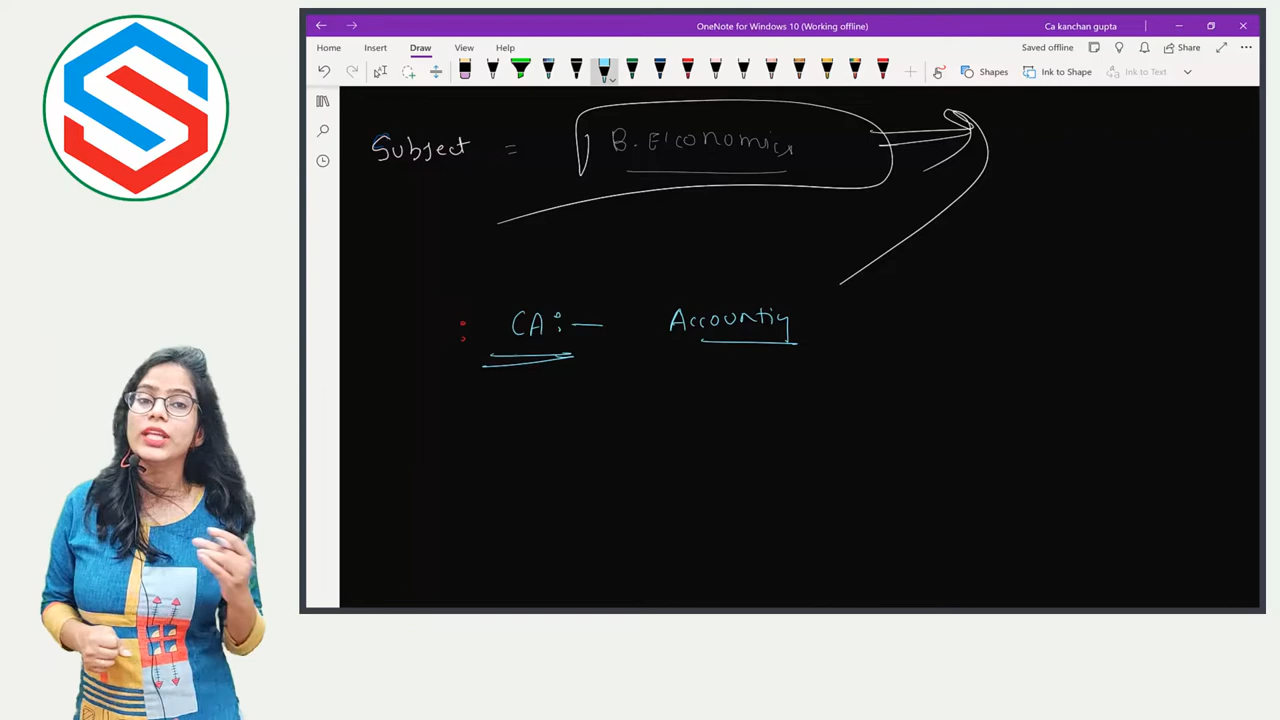 OneNote for Windows 10 (Working offline)
Ca kanchan gupta
Home Insert Draw View Help
Saved offline
Share
Shapes
Ink to Shape
Ink to Text
Subject = B. Elconomics
CA :— Accounting